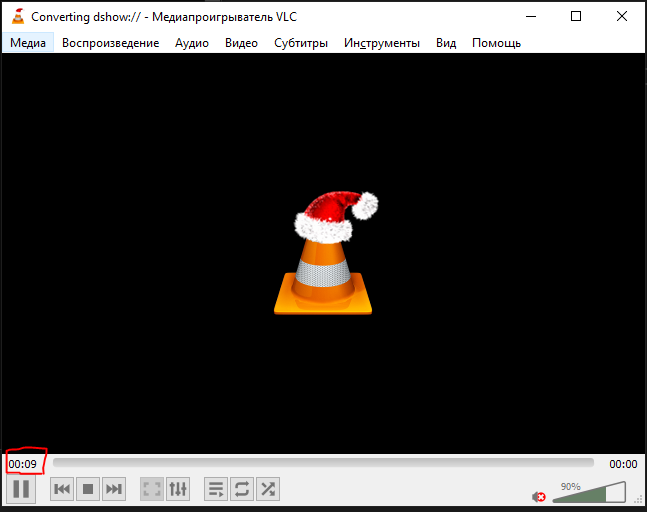 Converting dshow:// - Медиапроигрыватель VLC
Медиа Воспроизведение Аудио Видео Субтитры Инструменты Вид Помощь
00:09 00:00
90%